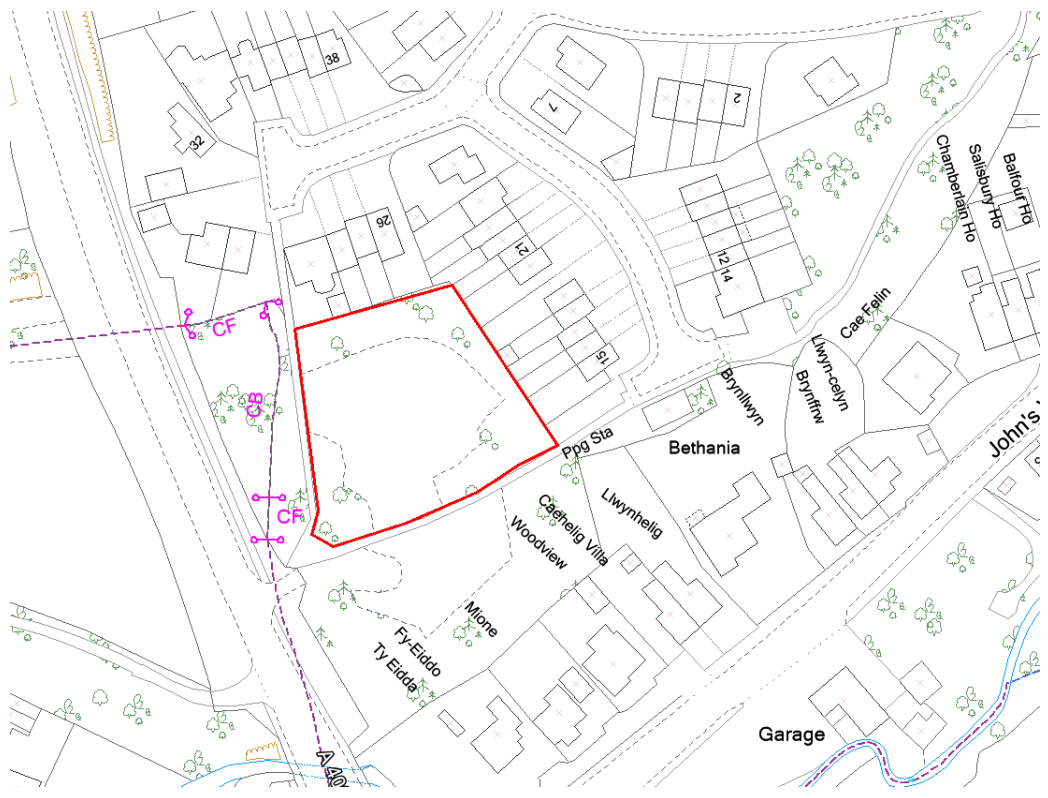 38
32
7
2
26
21
12
14
15
Chamberlain Ho
Salisbury Ho
Balfour Ho
CF
CB
CF
Cae Felin
Llwyn-celyn
Brynffrw
Brynllwyn
Ppg Sta
Bethania
Llwynhelig
Caehelig Villa
Woodview
Mione
Fy-Eiddo
Ty Eidda
John's
Garage
A 40